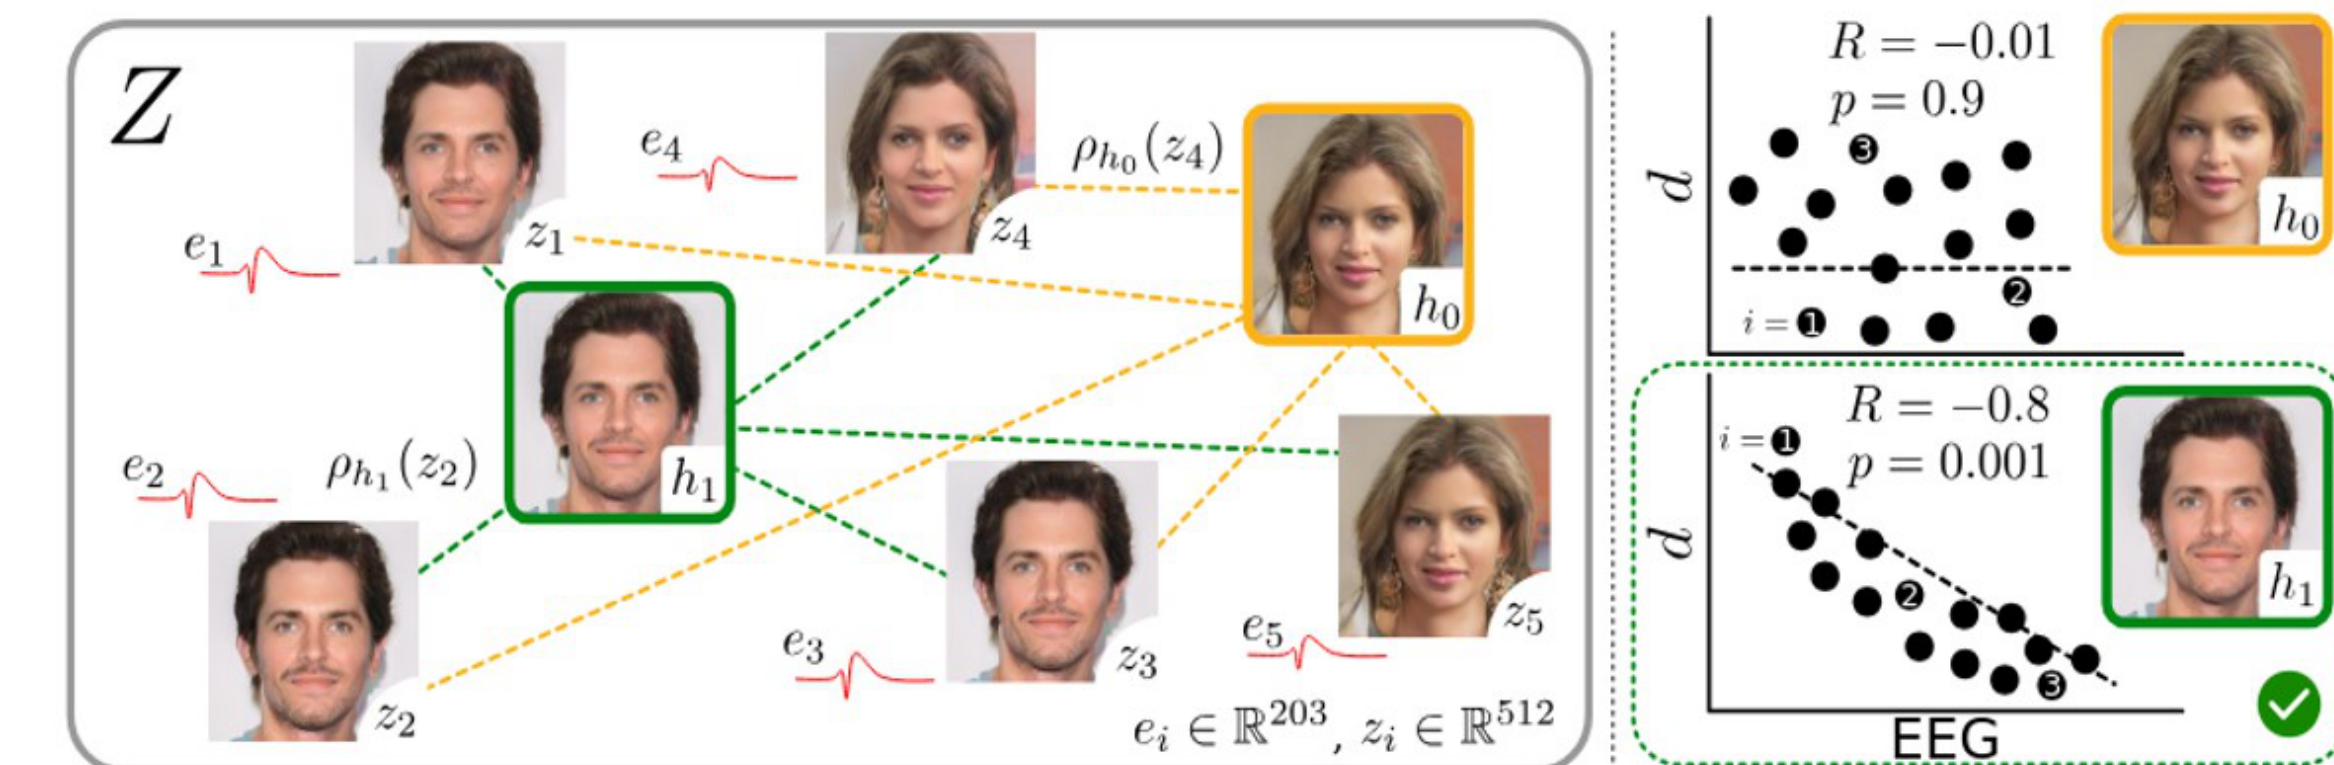 Z
e₄
ρₕ₀(z₄)
e₁
z₁
z₄
h₀
e₂
ρₕ₁(z₂)
h₁
z₂
e₃
z₃
e₅
z₅
eᵢ ∈ ℝ²⁰³, zᵢ ∈ ℝ⁵¹²
R = −0.01
p = 0.9
d
3
h₀
2
i = 1
R = −0.8
i = 1
p = 0.001
d
2
h₁
3
EEG